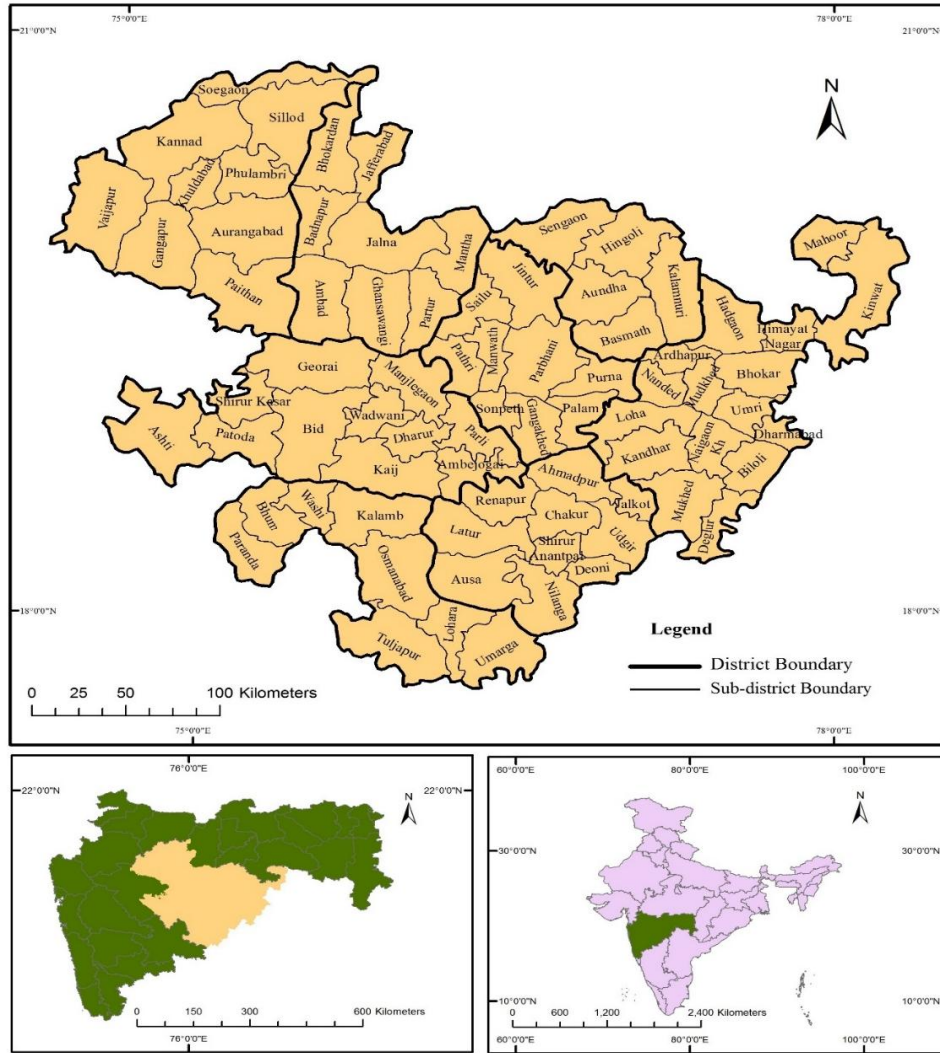 75°0'0"E
78°0'0"E
21°0'0"N
21°0'0"N
N
Soegaon
Sillod
Kannad
Bhokardan
Jafferabad
Khuldabad
Phulambri
Vaijapur
Gangapur
Aurangabad
Badnapur
Jalna
Mantha
Sengaon
Hingoli
Mahoor
Kinwat
Paithan
Ambad
Ghansawangi
Partur
Sailu
Jintur
Aundha
Kalamnuri
Hadgaon
Himayat
Nagar
Basmath
Georai
Manjlegaon
Pathri
Manwath
Parbhani
Purna
Ardhapur
Nanded
Mudkhed
Bhokar
Shirur Kasar
Ashti
Patoda
Bid
Wadwani
Dharur
Parli
Sonpeth
Gangakhed
Palam
Loha
Umri
Dharmabad
Kandhar
Naigaon
Kh
Biloli
Kaij
Ambejogai
Ahmadpur
Mukhed
Deglur
Paranda
Bhum
Washi
Kalamb
Renapur
Latur
Chakur
Jalkot
Udgir
Shirur
Anantpal
Deoni
Osmanabad
Ausa
Nilanga
Tuljapur
Lohara
Umarga
18°0'0"N
18°0'0"N
Legend
District Boundary
Sub-district Boundary
0 25 50 100 Kilometers
75°0'0"E
78°0'0"E
76°0'0"E
22°0'0"N
22°0'0"N
N
0 150 300 600 Kilometers
76°0'0"E
60°0'0"E
80°0'0"E
100°0'0"E
N
30°0'0"N
30°0'0"N
10°0'0"N
10°0'0"N
0 600 1,200 2,400 Kilometers
60°0'0"E
80°0'0"E
100°0'0"E